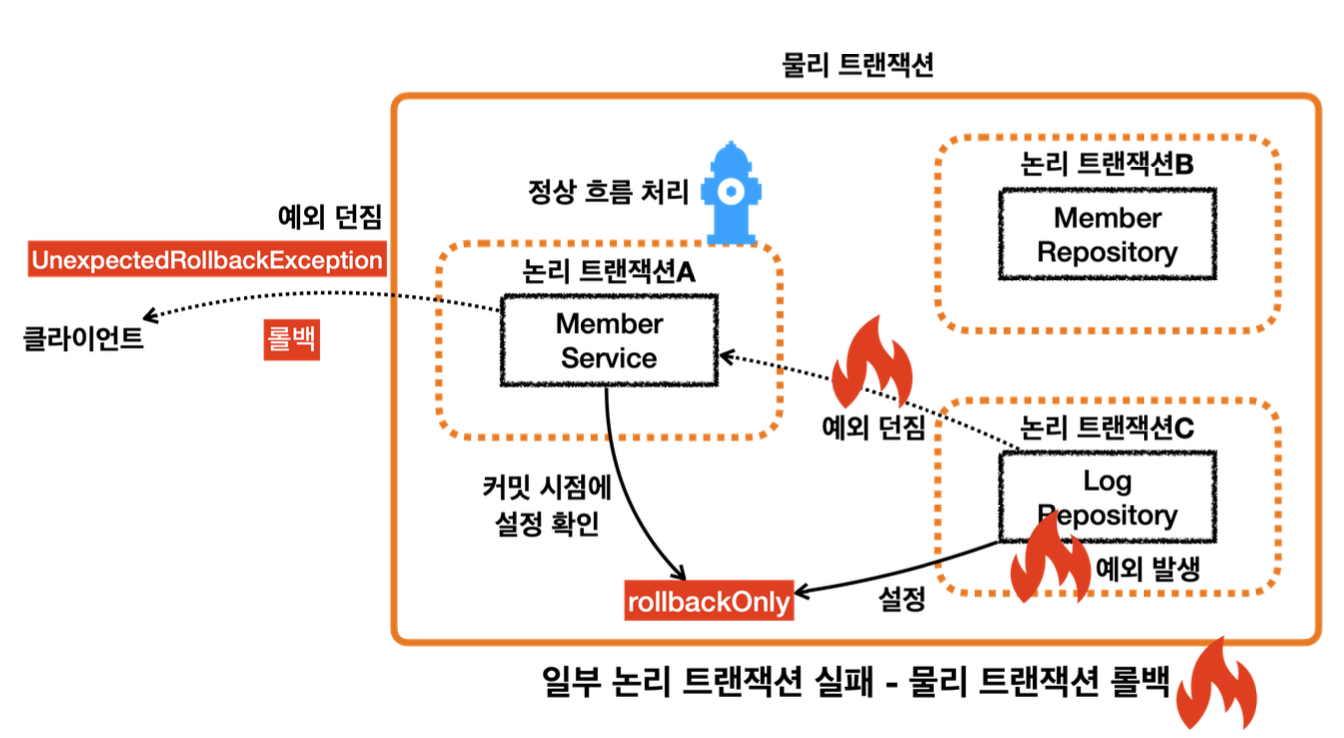 물리 트랜잭션
논리 트랜잭션B
Member
Repository
정상 흐름 처리
예외 던짐
UnexpectedRollbackException
논리 트랜잭션A
Member
Service
클라이언트
롤백
예외 던짐
논리 트랜잭션C
Log
Repository
커밋 시점에
설정 확인
예외 발생
rollbackOnly
설정
일부 논리 트랜잭션 실패 - 물리 트랜잭션 롤백